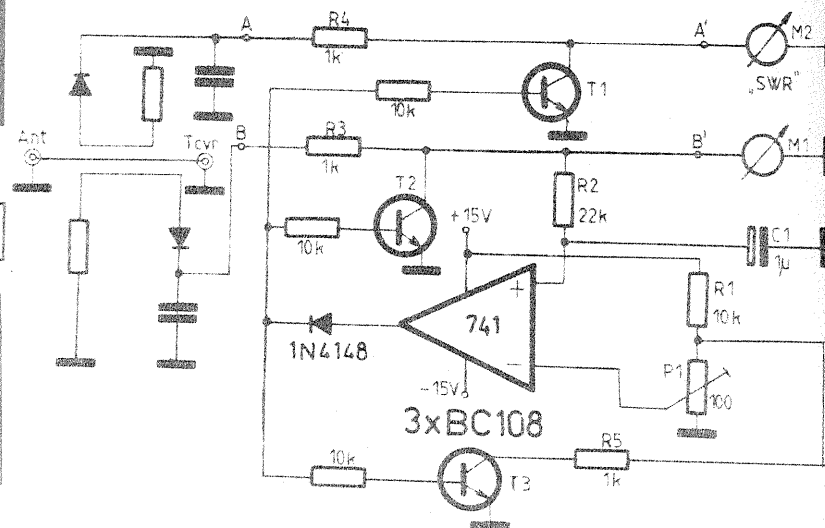 A
R4
1k
A'
M2
„SWR"
10k
T1
Ant
Tcvr
B
R3
1k
B'
M1
T2
R2
22k
+15V
10k
C1
1µ
+
741
R1
10k
1N4148
−
P1
100
-15V
3xBC108
10k
R5
1k
T3